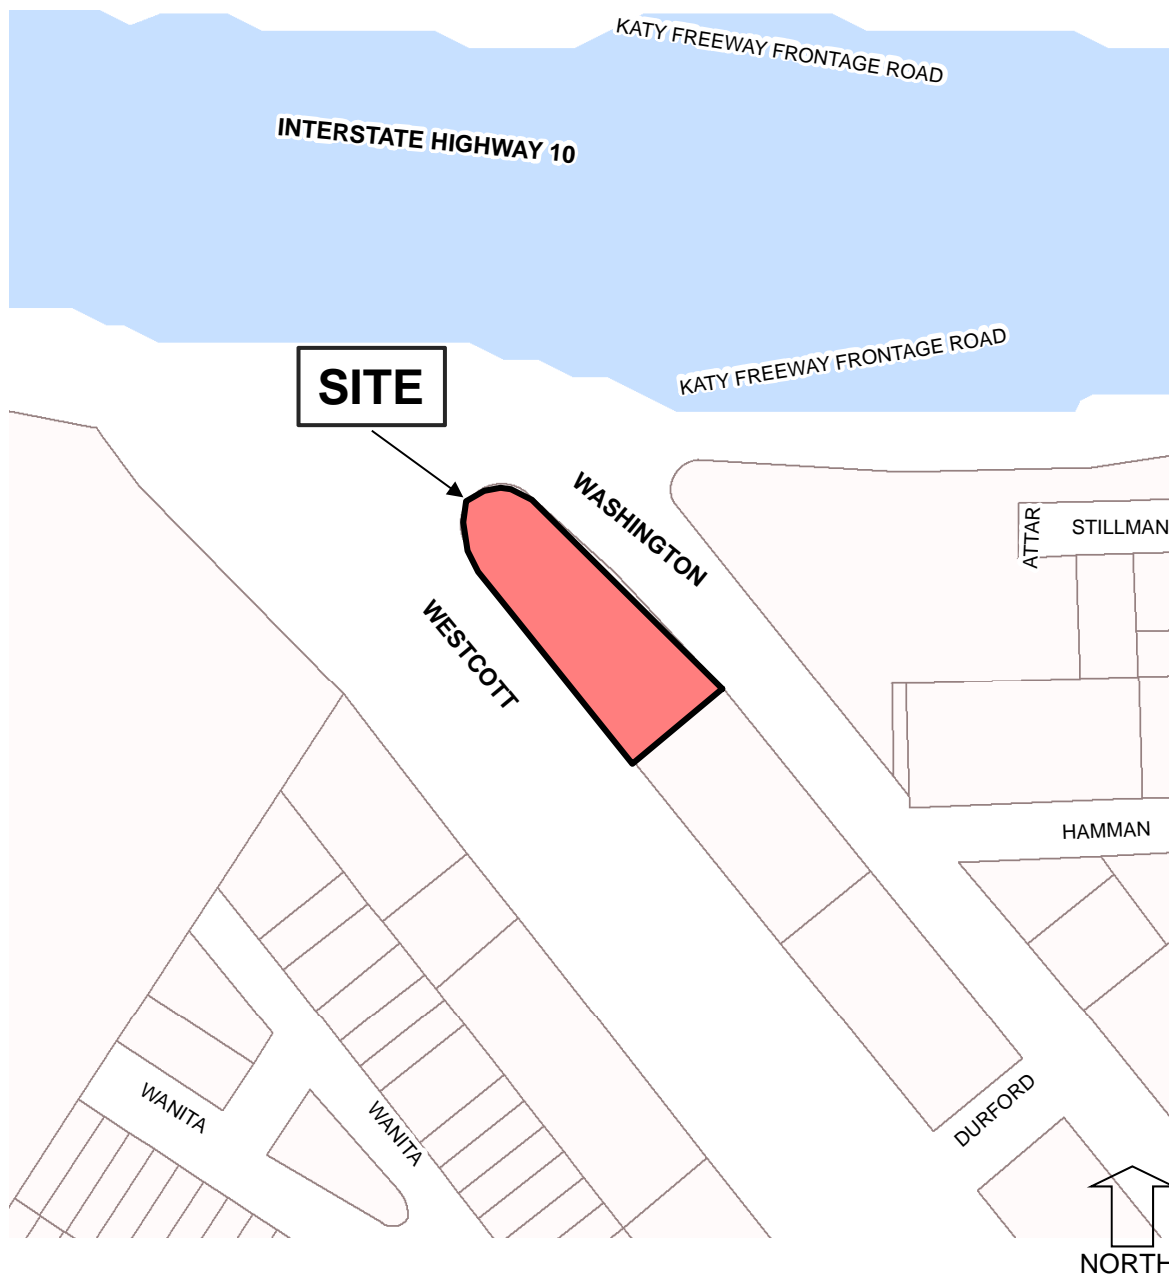 KATY FREEWAY FRONTAGE ROAD
INTERSTATE HIGHWAY 10
KATY FREEWAY FRONTAGE ROAD
SITE
WASHINGTON
ATTAR
STILLMAN
WESTCOTT
HAMMAN
WANITA
WANITA
DURFORD
NORTH